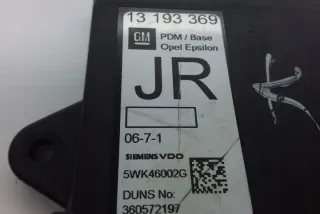 13 193 369
GM
PDM / Base
Opel Epsilon
JR
06-7-1
SIEMENS VDO
5WK46002G
DUNS No:
360572197